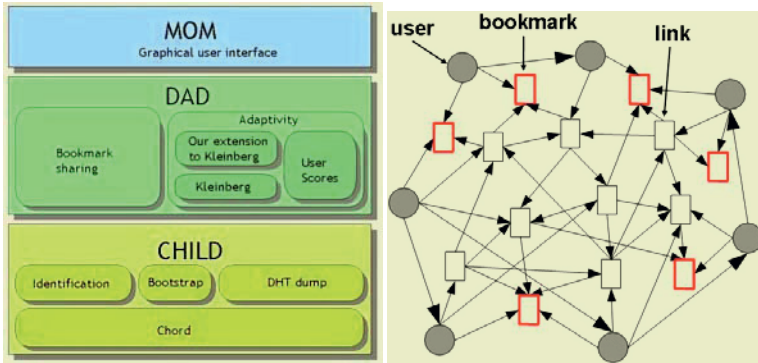 MOM
Graphical user interface
DAD
Bookmark
sharing
Adaptivity
Our extension
to Kleinberg
Kleinberg
User
Scores
CHILD
Identification
Bootstrap
DHT dump
Chord
user
bookmark
link